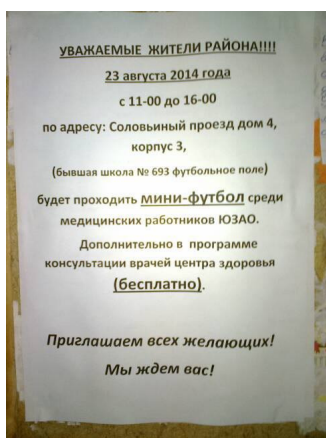 УВАЖАЕМЫЕ ЖИТЕЛИ РАЙОНА!!!!
23 августа 2014 года
с 11-00 до 16-00
по адресу: Соловьиный проезд дом 4,
корпус 3,
(бывшая школа № 693 футбольное поле)
будет проходить мини-футбол среди
медицинских работников ЮЗАО.
Дополнительно в программе
консультации врачей центра здоровья
(бесплатно).
Приглашаем всех желающих!
Мы ждем вас!